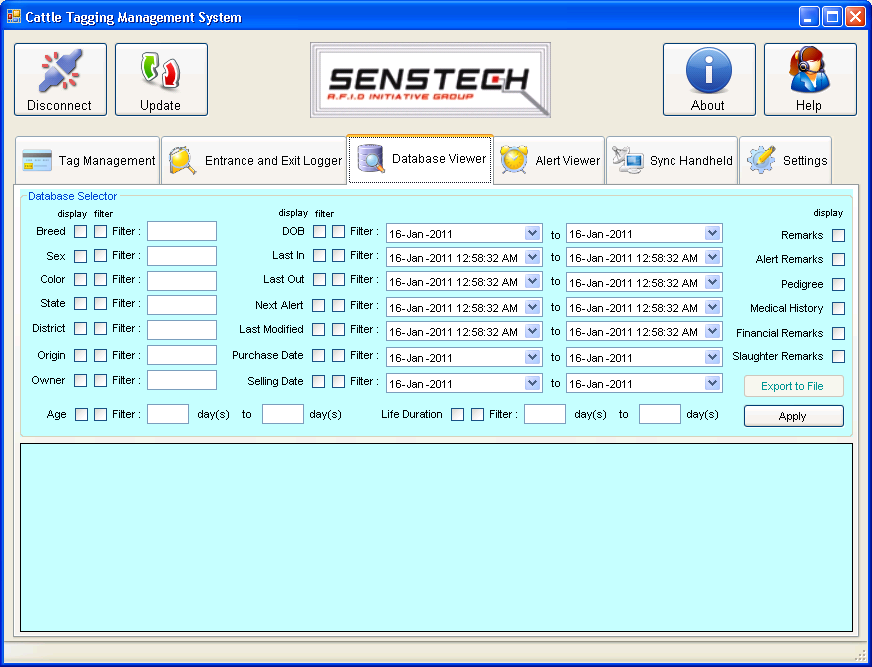 Cattle Tagging Management System
Disconnect
Update
SENSTECH
R.F.I.D INITIATIVE GROUP
About
Help
Tag Management
Entrance and Exit Logger
Database Viewer
Alert Viewer
Sync Handheld
Settings
Database Selector
display filter display filter display
Breed Filter : DOB Filter : 16-Jan-2011 to 16-Jan-2011 Remarks
Sex Filter : Last In Filter : 16-Jan-2011 12:58:32 AM to 16-Jan-2011 12:58:32 AM Alert Remarks
Color Filter : Last Out Filter : 16-Jan-2011 12:58:32 AM to 16-Jan-2011 12:58:32 AM Pedigree
State Filter : Next Alert Filter : 16-Jan-2011 12:58:32 AM to 16-Jan-2011 12:58:32 AM Medical History
District Filter : Last Modified Filter : 16-Jan-2011 12:58:32 AM to 16-Jan-2011 12:58:32 AM Financial Remarks
Origin Filter : Purchase Date Filter : 16-Jan-2011 to 16-Jan-2011 Slaughter Remarks
Owner Filter : Selling Date Filter : 16-Jan-2011 to 16-Jan-2011 Export to File
Age Filter : day(s) to day(s) Life Duration Filter : day(s) to day(s) Apply